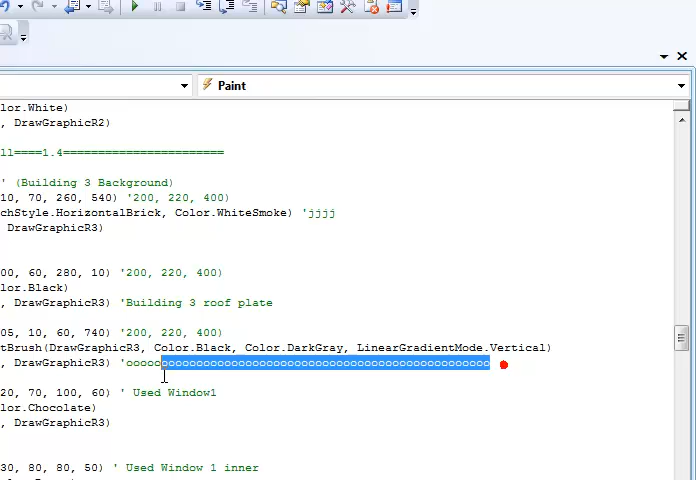 Paint
lor.White)
, DrawGraphicR2)
ll====1.4=======================
' (Building 3 Background)
10, 70, 260, 540) '200, 220, 400)
chStyle.HorizontalBrick, Color.WhiteSmoke) 'jjjj
DrawGraphicR3)
00, 60, 280, 10) '200, 220, 400)
lor.Black)
, DrawGraphicR3) 'Building 3 roof plate
05, 10, 60, 740) '200, 220, 400)
tBrush(DrawGraphicR3, Color.Black, Color.DarkGray, LinearGradientMode.Vertical)
, DrawGraphicR3) 'oooooooooooooooooooooooooooooooooooooooooooooooooooo
20, 70, 100, 60) ' Used Window1
lor.Chocolate)
, DrawGraphicR3)
30, 80, 80, 50) ' Used Window 1 inner